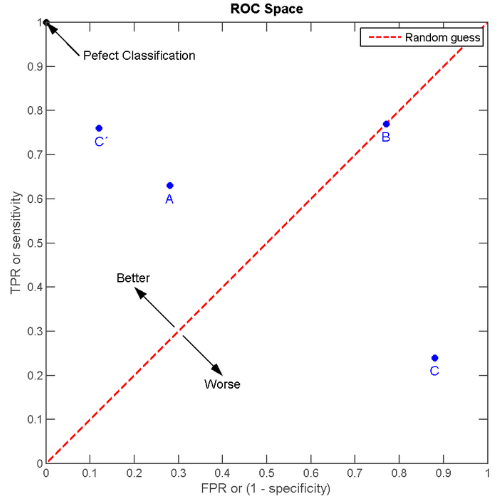 ROC Space
1
0.9
0.8
0.7
0.6
0.5
0.4
0.3
0.2
0.1
0
TPR or sensitivity
Random guess
Pefect Classification
C´
A
B
Better
Worse
C
0
0.1
0.2
0.3
0.4
0.5
0.6
0.7
0.8
0.9
1
FPR or (1 - specificity)